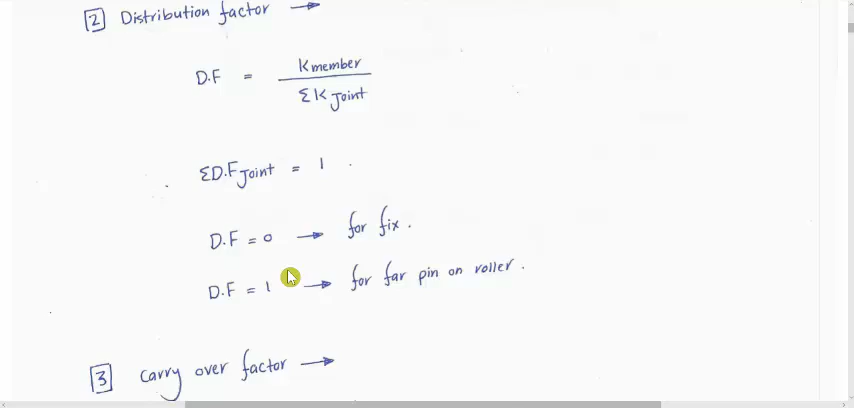 [2] Distribution factor →
D.F = K member / ΣK Joint
ΣD.F Joint = 1 .
D.F = 0 → for fix .
D.F = 1 → for far pin on roller .
[3] Carry over factor →